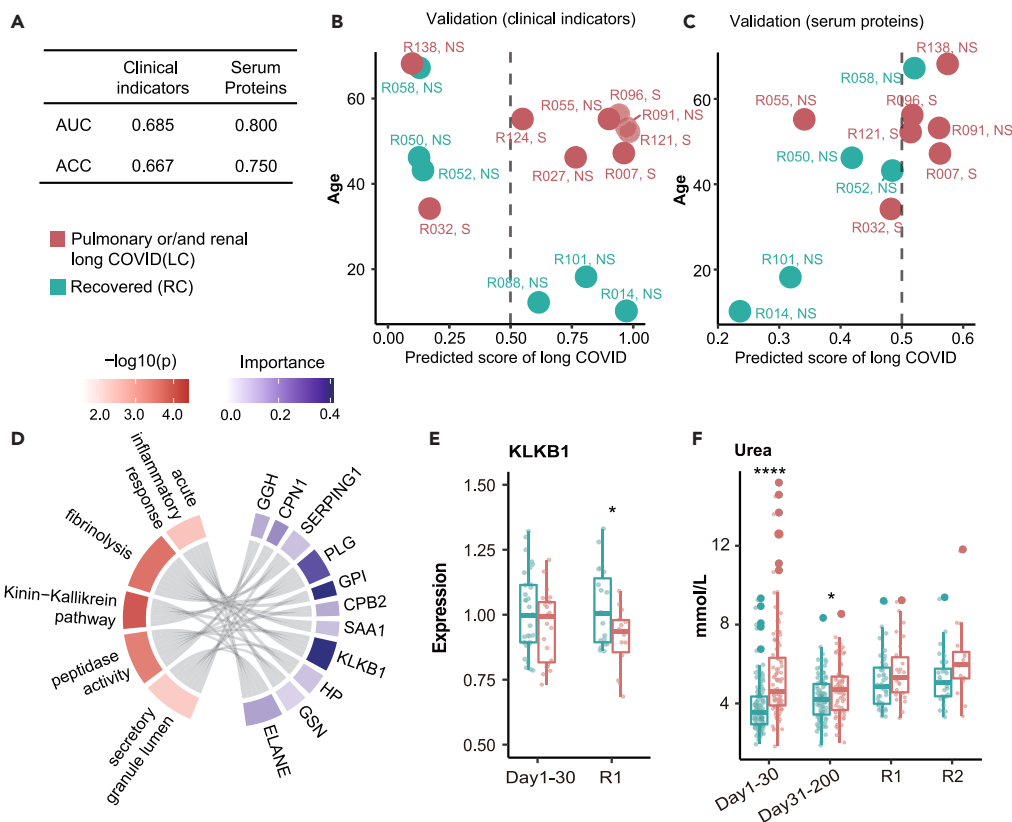 A
Clinical indicators Serum Proteins
AUC 0.685 0.800
ACC 0.667 0.750
Pulmonary or/and renal
long COVID(LC)
Recovered (RC)
B
Validation (clinical indicators)
R138, NS
R058, NS
R096, S
R055, NS
R091, NS
R124, S
R121, S
R050, NS
R052, NS
R027, NS
R007, S
R032, S
R101, NS
R088, NS
R014, NS
Age
60
40
20
0.00 0.25 0.50 0.75 1.00
Predicted score of long COVID
C
Validation (serum proteins)
R138, NS
R058, NS
R055, NS
R096, S
R121, S
R091, NS
R050, NS
R052, NS
R007, S
R032, S
R101, NS
R014, NS
Age
60
40
20
0.2 0.3 0.4 0.5 0.6
Predicted score of long COVID
−log10(p)
2.0 3.0 4.0
Importance
0.0 0.2 0.4
D
acute
inflammatory
response
fibrinolysis
Kinin−Kallikrein
pathway
peptidase
activity
secretory
granule lumen
GGH
CPN1
SERPING1
PLG
GPI
CPB2
SAA1
KLKB1
HP
GSN
ELANE
E
KLKB1
Expression
1.50
1.25
1.00
0.75
0.50
*
Day1-30 R1
F
Urea
mmol/L
12
8
4
****
*
Day1-30 Day31-200 R1 R2